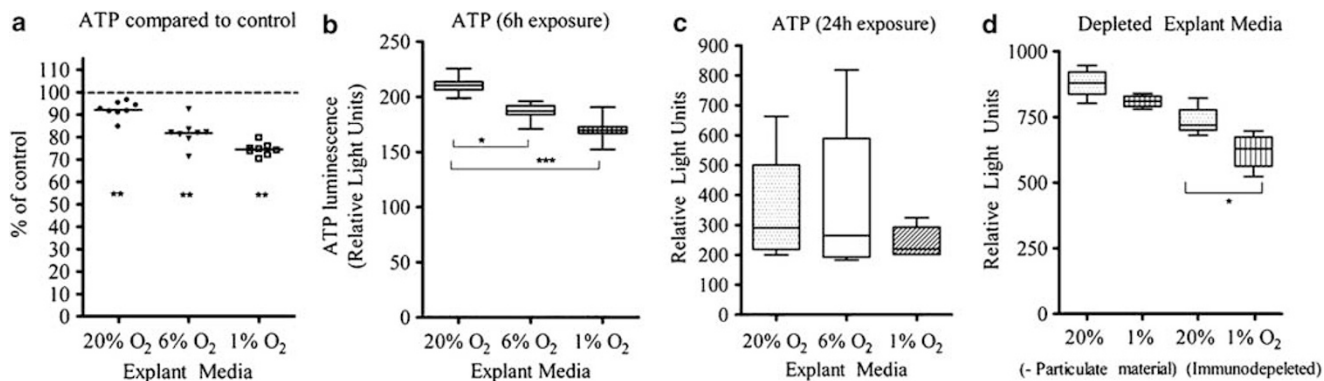 a ATP compared to control
% of control
110
100
90
80
70
60
50
40
30
20
10
0
** ** **
20% O2 6% O2 1% O2
Explant Media
b ATP (6h exposure)
ATP luminescence
(Relative Light Units)
250
200
150
100
50
0
*
***
20% O2 6% O2 1% O2
Explant Media
c ATP (24h exposure)
Relative Light Units
900
800
700
600
500
400
300
200
100
0
20% O2 6% O2 1% O2
Explant Media
d Depleted Explant Media
Relative Light Units
1000
750
500
250
0
*
20% 1% 20% 1% O2
(- Particulate material) (Immunodepleted)
Explant Media